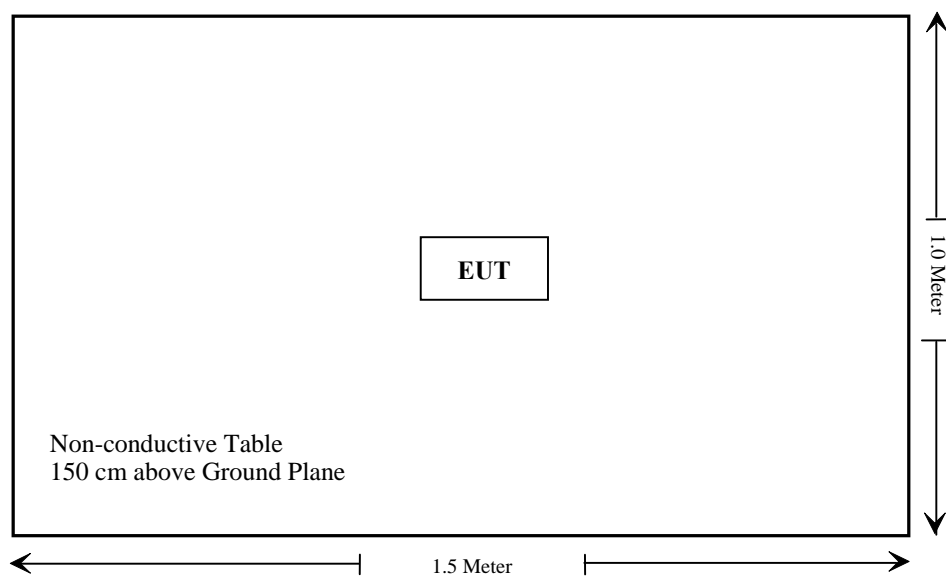 EUT
1.0 Meter
Non-conductive Table
150 cm above Ground Plane
1.5 Meter